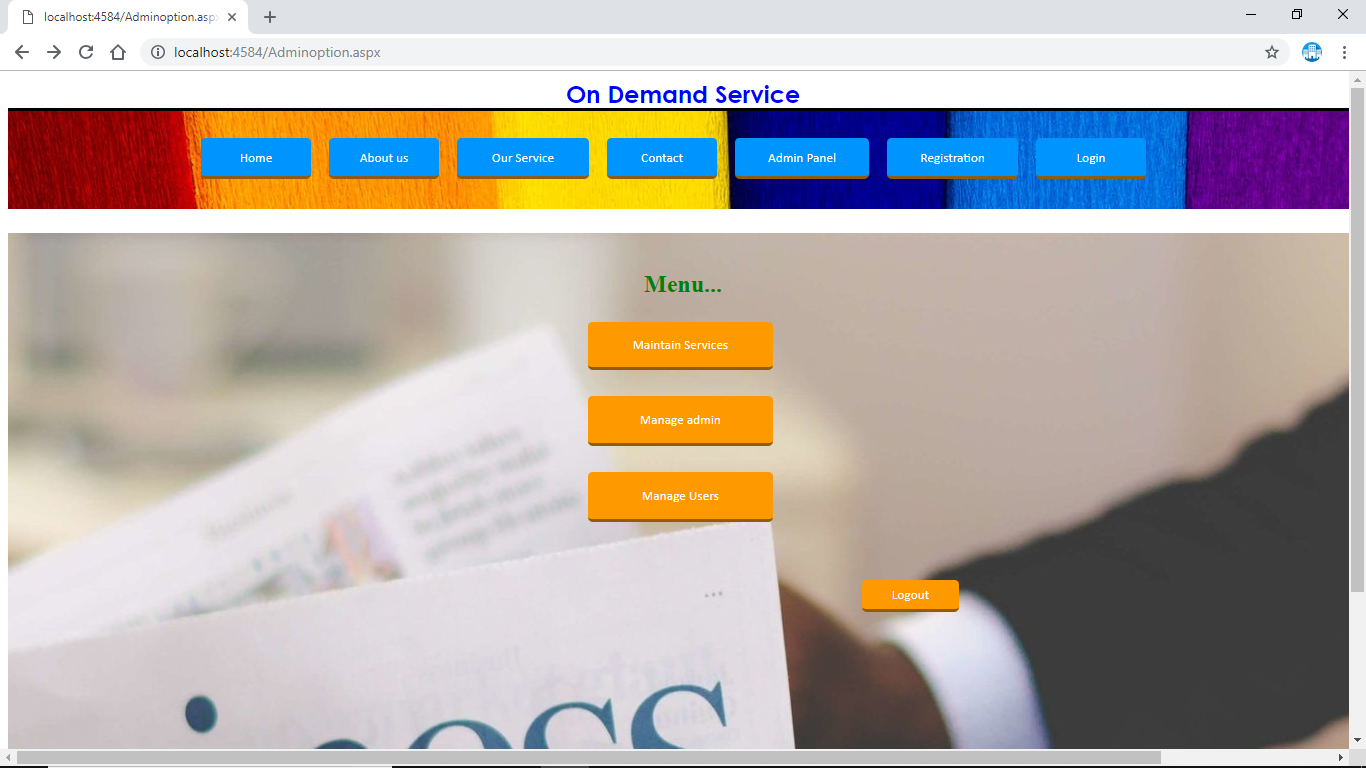 localhost:4584/Adminoption.asp
localhost:4584/Adminoption.aspx
On Demand Service
Home About us Our Service Contact Admin Panel Registration Login
Menu...
Maintain Services
Manage admin
Manage Users
...
Logout